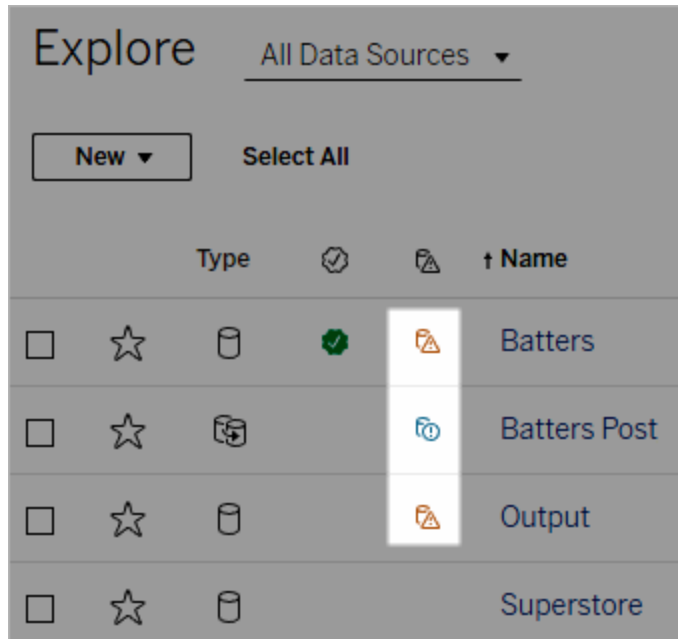 Explore All Data Sources
New Select All
Type Name
Batters
Batters Post
Output
Superstore